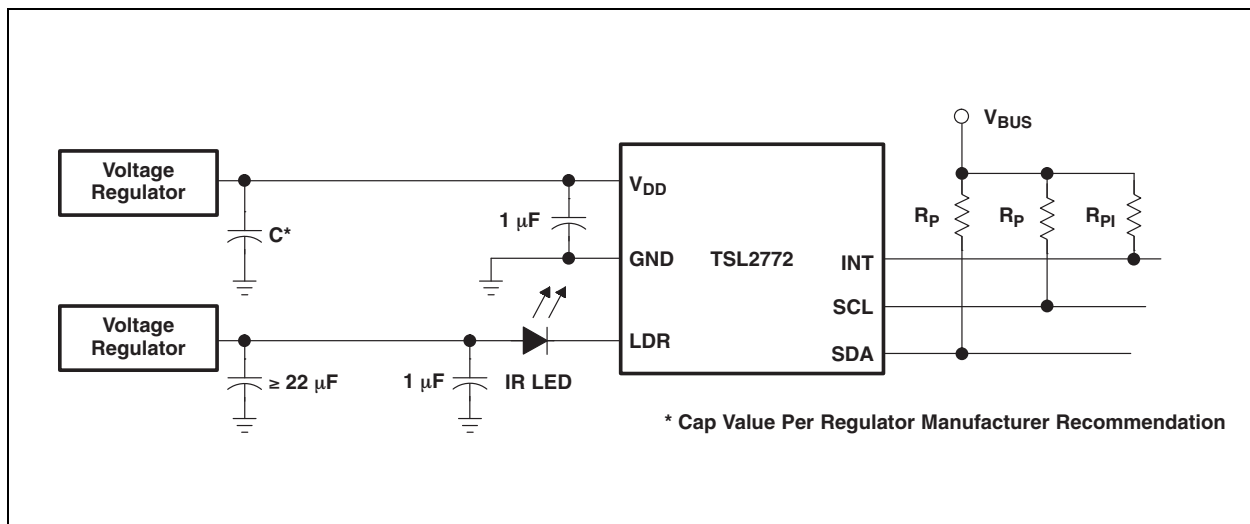 V_BUS
Voltage
Regulator
V_DD
R_P
R_P
R_PI
1 μF
C*
GND
TSL2772
INT
SCL
Voltage
Regulator
LDR
SDA
≥ 22 μF
1 μF
IR LED
* Cap Value Per Regulator Manufacturer Recommendation